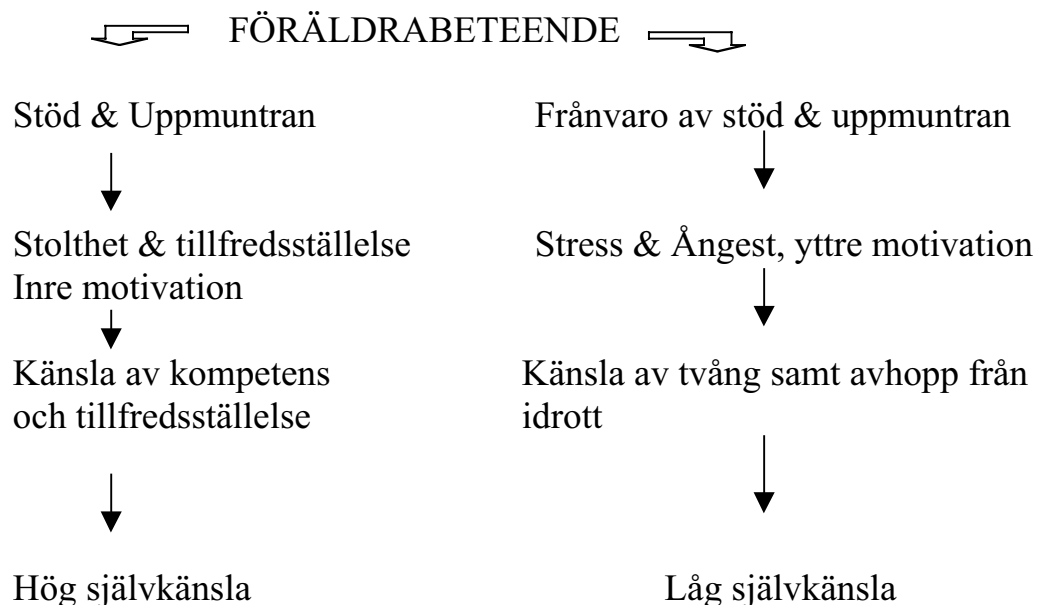 FÖRÄLDRABETEENDE
Stöd & Uppmuntran
Frånvaro av stöd & uppmuntran
Stolthet & tillfredsställelse
Inre motivation
Stress & Ångest, yttre motivation
Känsla av kompetens
och tillfredsställelse
Känsla av tvång samt avhopp från
idrott
Hög självkänsla
Låg självkänsla